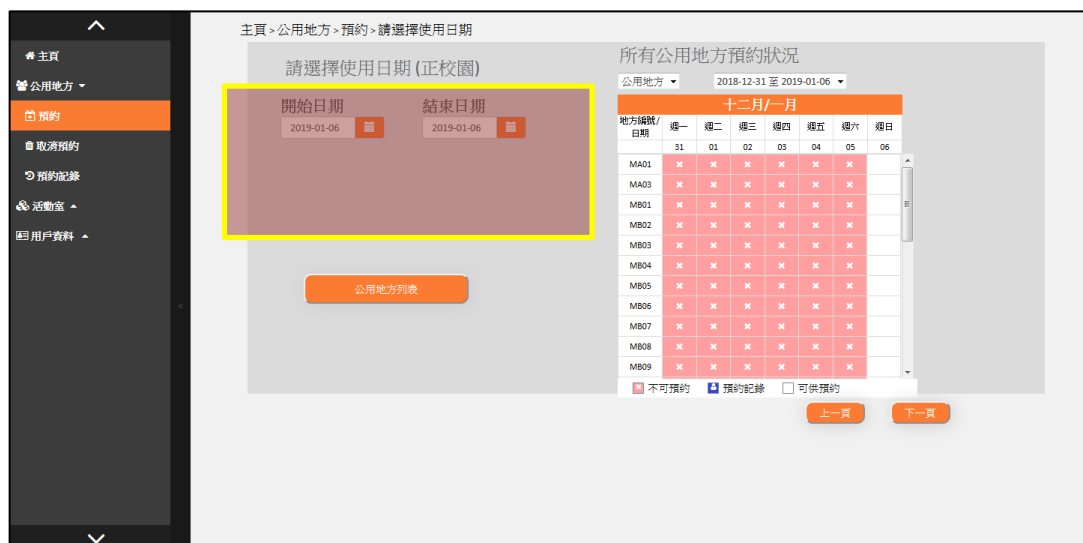 主頁>公用地方>預約>請選擇使用日期
主頁
公用地方
預約
取消預約
預約記錄
活動室
用戶資料
請選擇使用日期 (正校園)
開始日期 結束日期
2019-01-06 2019-01-06
公用地方列表
所有公用地方預約狀況
公用地方 2018-12-31 至 2019-01-06
十二月/一月
地方編號/日期 週一 週二 週三 週四 週五 週六 週日
31 01 02 03 04 05 06
MA01
MA03
MB01
MB02
MB03
MB04
MB05
MB06
MB07
MB08
MB09
不可預約 預約記錄 可供預約
上一頁 下一頁